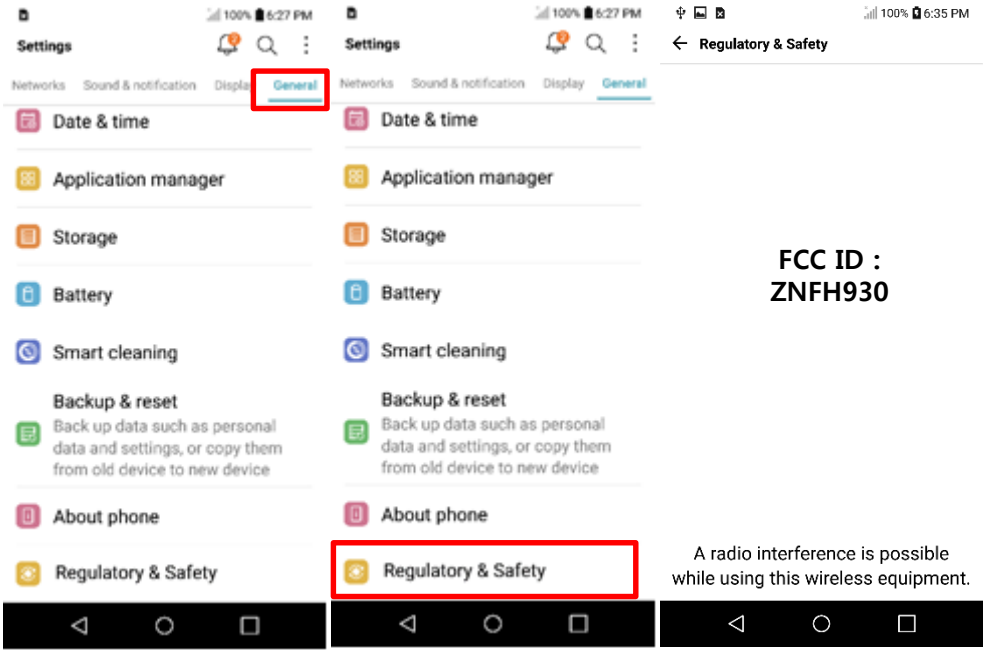 100% 6:27 PM
Settings
2
Networks Sound & notification Display General
Date & time
Application manager
Storage
Battery
Smart cleaning
Backup & reset
Back up data such as personal
data and settings, or copy them
from old device to new device
About phone
Regulatory & Safety
100% 6:27 PM
Settings
2
Networks Sound & notification Display General
Date & time
Application manager
Storage
Battery
Smart cleaning
Backup & reset
Back up data such as personal
data and settings, or copy them
from old device to new device
About phone
Regulatory & Safety
100% 6:35 PM
Regulatory & Safety
FCC ID :
ZNFH930
A radio interference is possible
while using this wireless equipment.